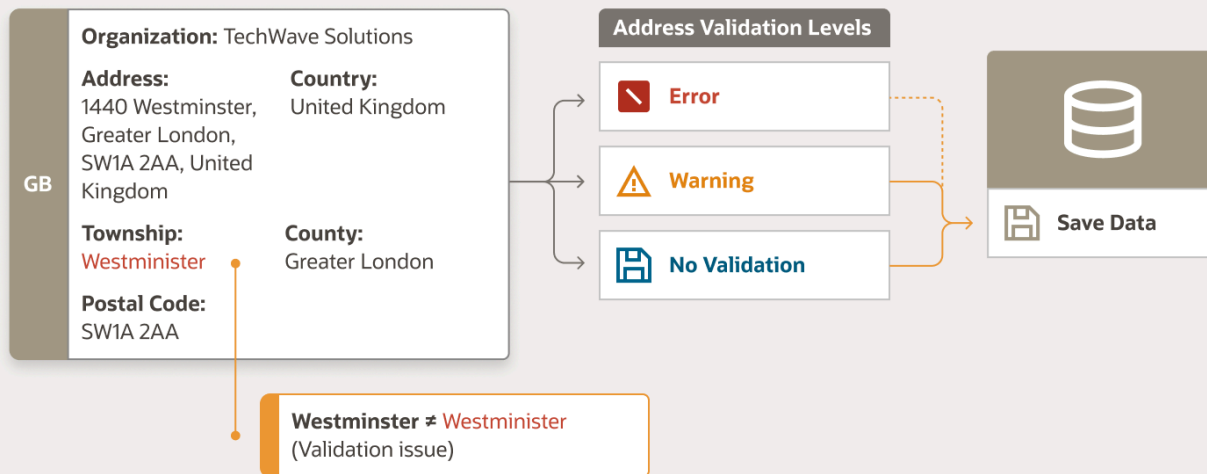 GB
Organization: TechWave Solutions
Address:
1440 Westminster,
Greater London,
SW1A 2AA, United
Kingdom
Country:
United Kingdom
Township:
Westminister
County:
Greater London
Postal Code:
SW1A 2AA
Westminster ≠ Westminister
(Validation issue)
Address Validation Levels
Error
Warning
No Validation
Save Data